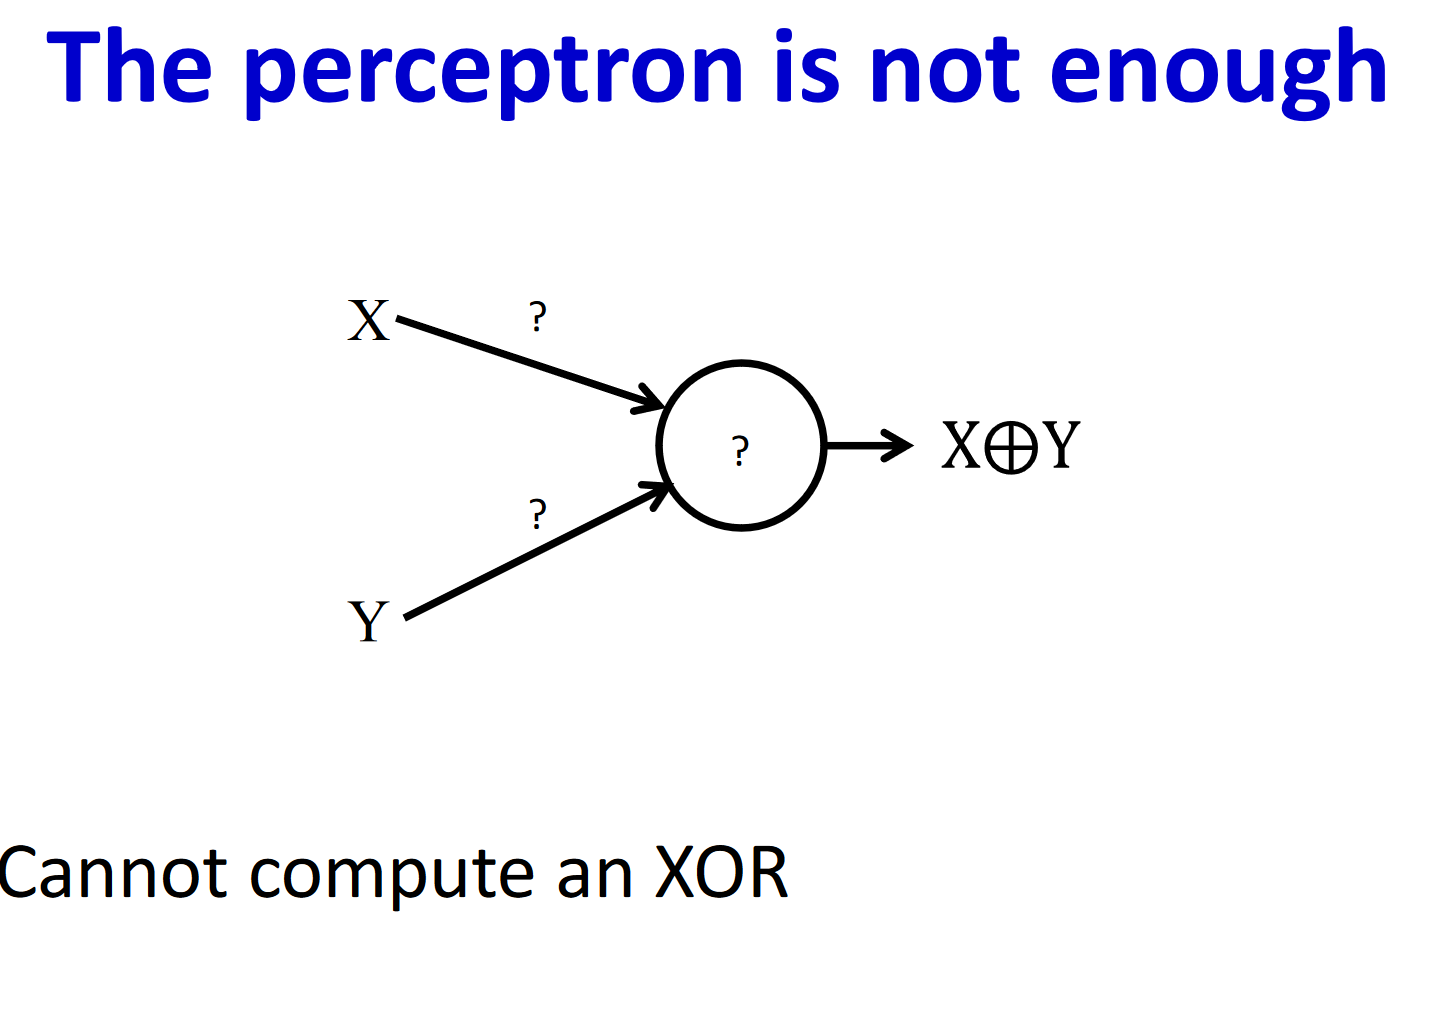 The perceptron is not enough
X
?
?
X⊕Y
?
Y
Cannot compute an XOR